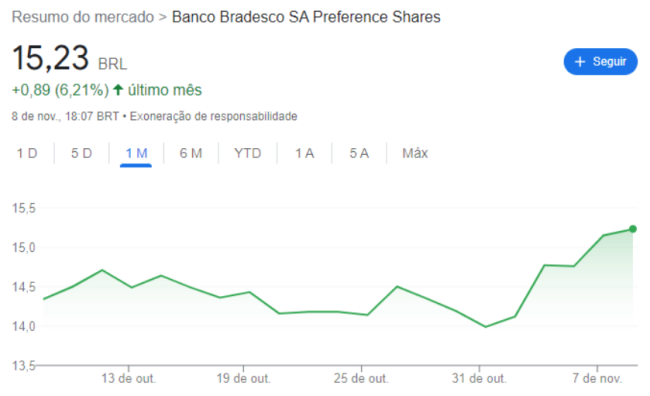 Resumo do mercado > Banco Bradesco SA Preference Shares
15,23 BRL
+ Seguir
+0,89 (6,21%) ↑ último mês
8 de nov., 18:07 BRT • Exoneração de responsabilidade
1 D 5 D 1 M 6 M YTD 1 A 5 A Máx
15,5
15,0
14,5
14,0
13,5
13 de out. 19 de out. 25 de out. 31 de out. 7 de nov.